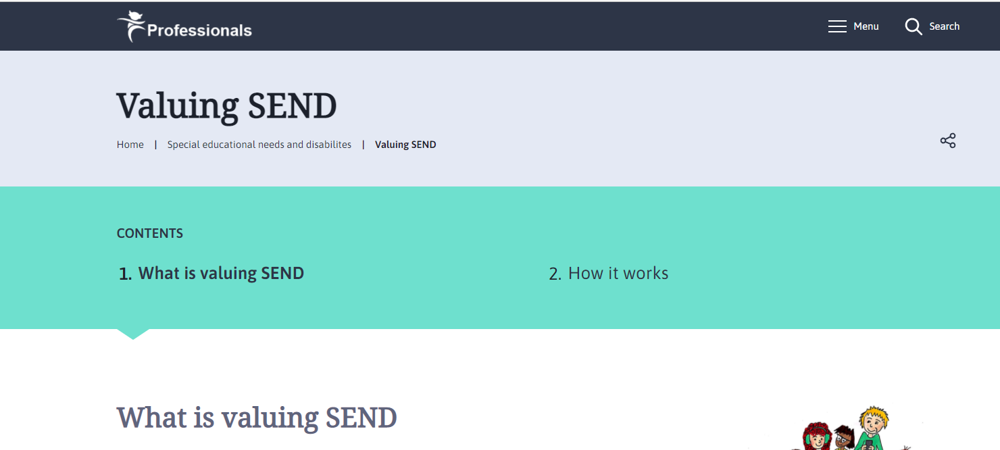 Professionals
Menu
Search
Valuing SEND
Home | Special educational needs and disabilites | Valuing SEND
CONTENTS
1. What is valuing SEND
2. How it works
What is valuing SEND